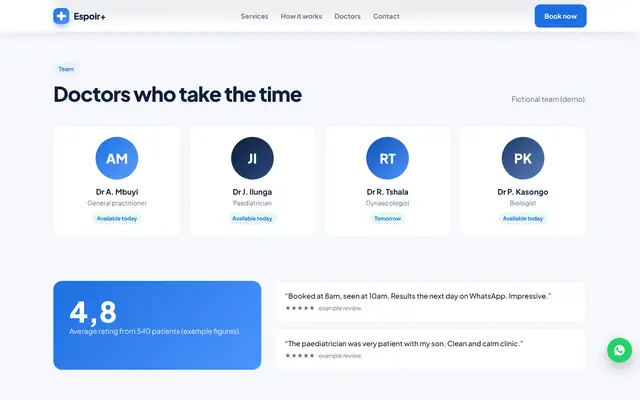 Espoir+
Services
How it works
Doctors
Contact
Book now
Team
Doctors who take the time
Fictional team (demo).
AM
Dr A. Mbuyi
General practitioner
Available today
JI
Dr J. Ilunga
Paediatrician
Available today
RT
Dr R. Tshala
Gynaecologist
Tomorrow
PK
Dr P. Kasongo
Biologist
Available today
4,8
Average rating from 540 patients (example figures).
“Booked at 8am, seen at 10am. Results the next day on WhatsApp. Impressive.”
★★★★★ example review
“The paediatrician was very patient with my son. Clean and calm clinic.”
★★★★★ example review